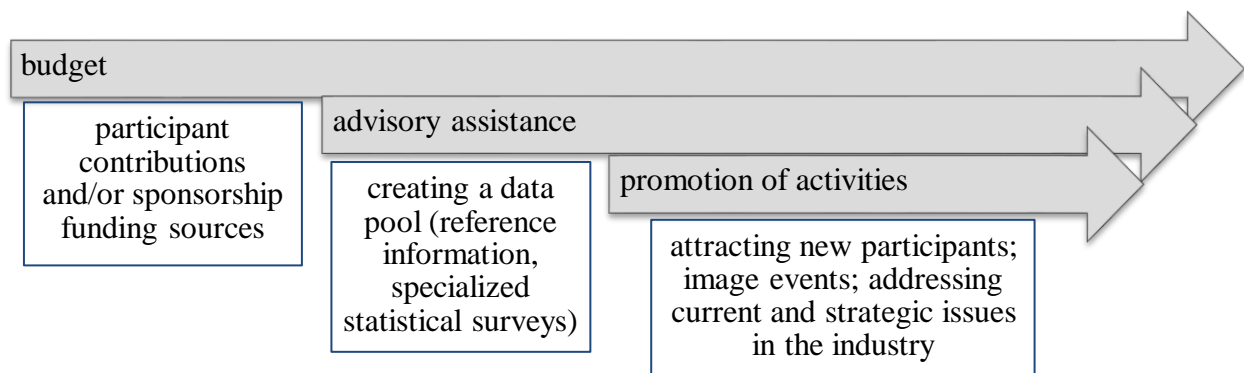 budget
participant
contributions
and/or sponsorship
funding sources
advisory assistance
creating a data
pool (reference
information,
specialized
statistical surveys)
promotion of activities
attracting new participants;
image events; addressing
current and strategic issues
in the industry